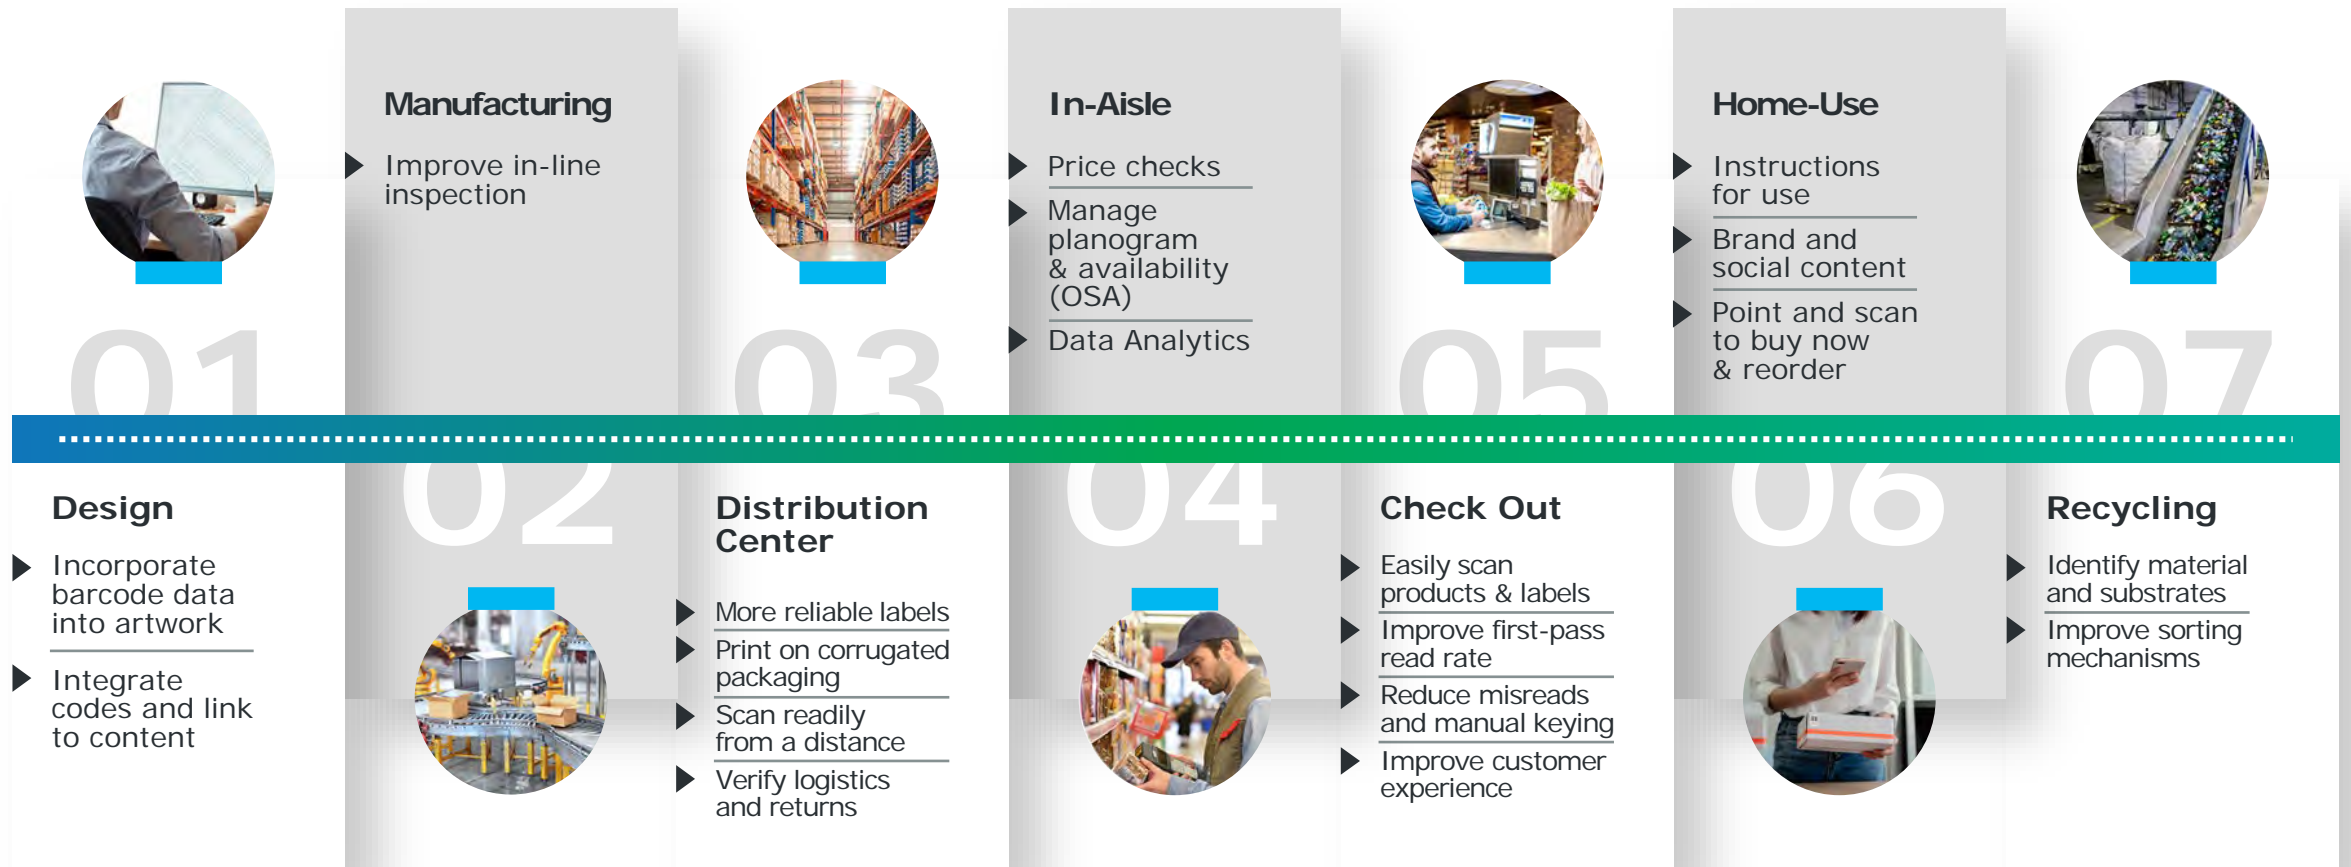 01
Design
Incorporate
barcode data
into artwork
Integrate
codes and link
to content
Manufacturing
Improve in-line
inspection
02
03
Distribution
Center
More reliable labels
Print on corrugated
packaging
Scan readily
from a distance
Verify logistics
and returns
In-Aisle
Price checks
Manage
planogram
& availability
(OSA)
Data Analytics
04
05
Check Out
Easily scan
products & labels
Improve first-pass
read rate
Reduce misreads
and manual keying
Improve customer
experience
Home-Use
Instructions
for use
Brand and
social content
Point and scan
to buy now
& reorder
06
07
Recycling
Identify material
and substrates
Improve sorting
mechanisms